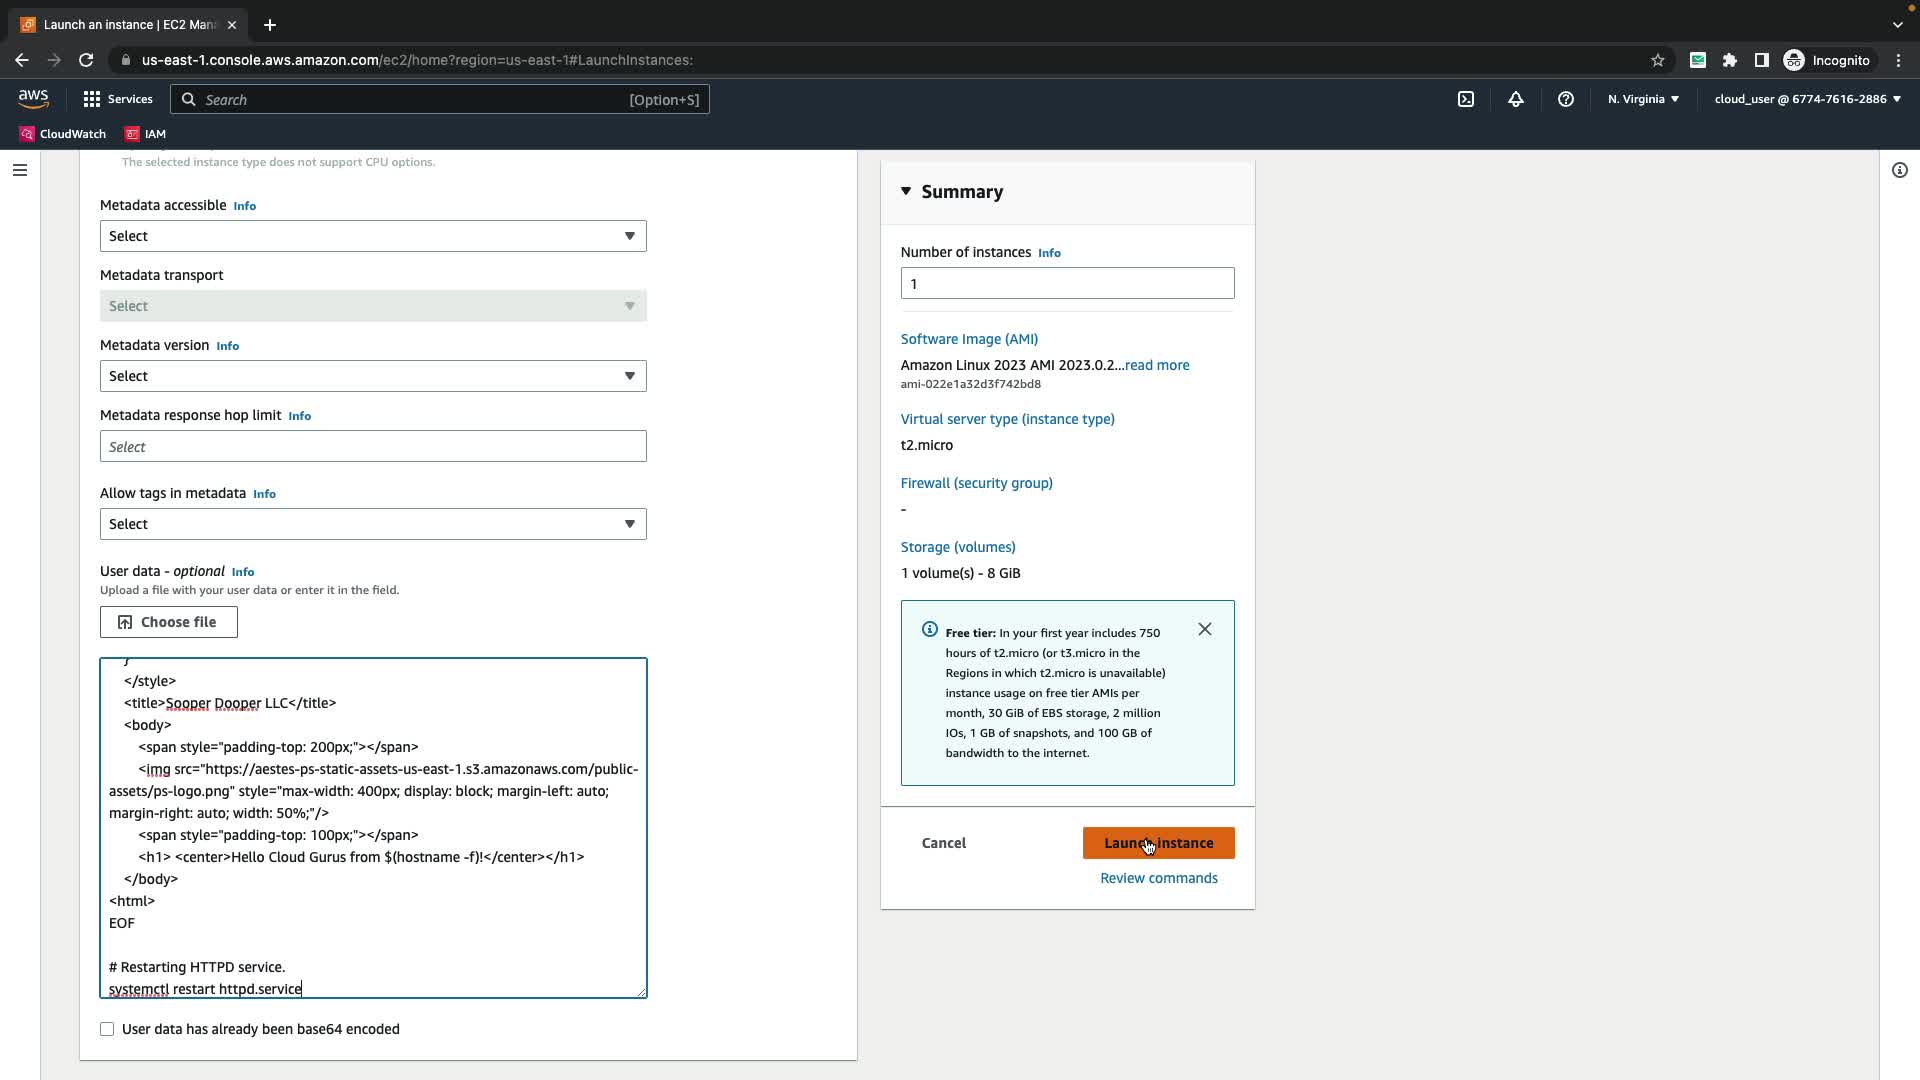 Launch an instance | EC2 Man
us-east-1.console.aws.amazon.com/ec2/home?region=us-east-1#LaunchInstances:
Incognito
aws
Services
Search
[Option+S]
N. Virginia
cloud_user @ 6774-7616-2886
CloudWatch
IAM
The selected instance type does not support CPU options.
Metadata accessible Info
Select
Metadata transport
Select
Metadata version Info
Select
Metadata response hop limit Info
Select
Allow tags in metadata Info
Select
User data - optional Info
Upload a file with your user data or enter it in the field.
Choose file
}
</style>
<title>Sooper Dooper LLC</title>
<body>
<span style="padding-top: 200px;"></span>
<img src="https://aestes-ps-static-assets-us-east-1.s3.amazonaws.com/public-
assets/ps-logo.png" style="max-width: 400px; display: block; margin-left: auto;
margin-right: auto; width: 50%;"/>
<span style="padding-top: 100px;"></span>
<h1> <center>Hello Cloud Gurus from $(hostname -f)!</center></h1>
</body>
<html>
EOF
# Restarting HTTPD service.
systemctl restart httpd.service
User data has already been base64 encoded
Summary
Number of instances Info
1
Software Image (AMI)
Amazon Linux 2023 AMI 2023.0.2...read more
ami-022e1a32d3f742bd8
Virtual server type (instance type)
t2.micro
Firewall (security group)
-
Storage (volumes)
1 volume(s) - 8 GiB
Free tier: In your first year includes 750
hours of t2.micro (or t3.micro in the
Regions in which t2.micro is unavailable)
instance usage on free tier AMIs per
month, 30 GiB of EBS storage, 2 million
IOs, 1 GB of snapshots, and 100 GB of
bandwidth to the internet.
Cancel
Launch instance
Review commands